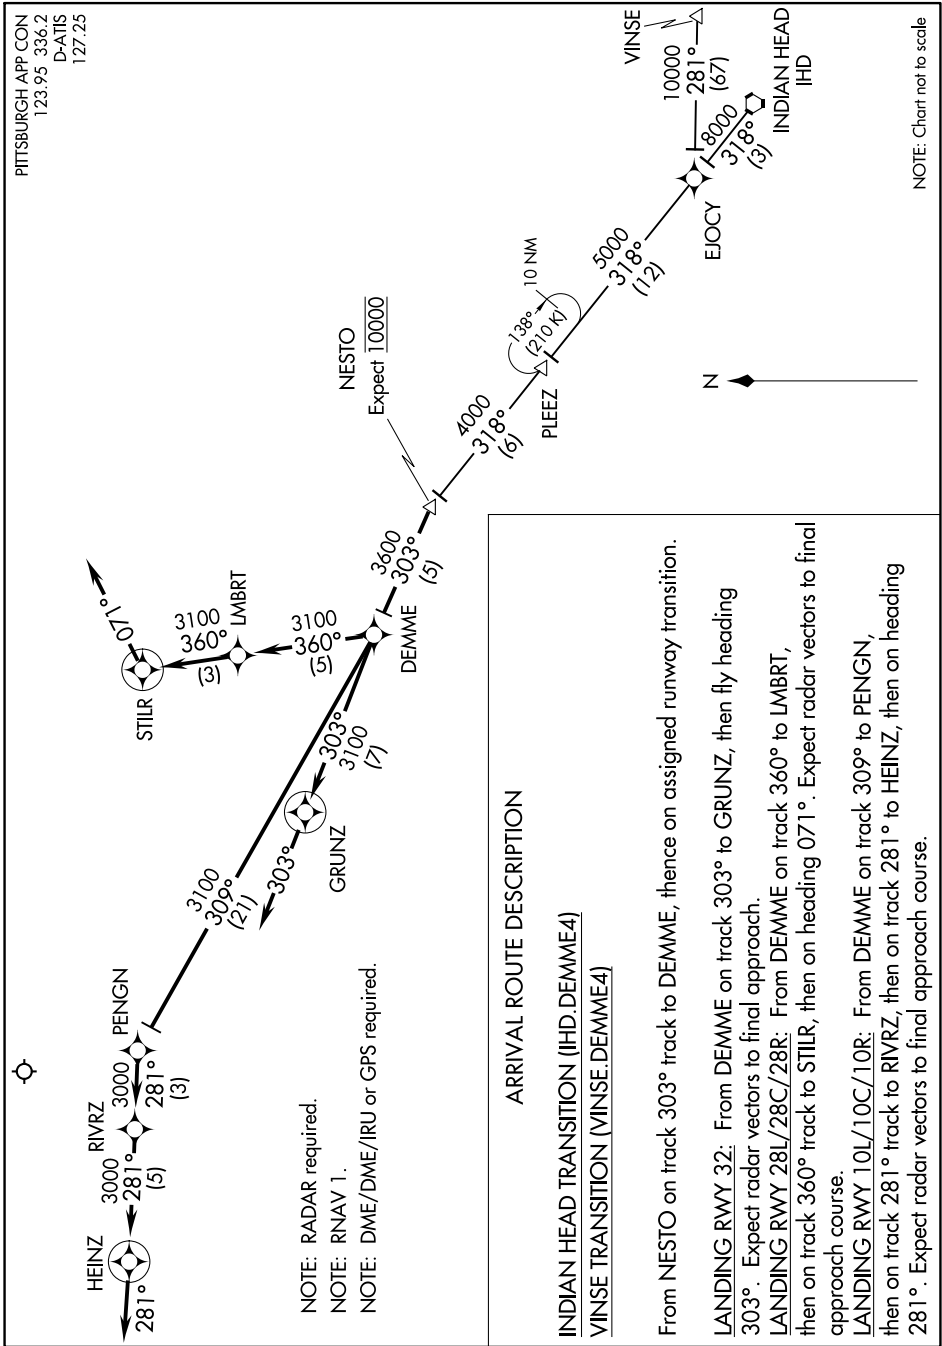 PITTSBURGH APP CON
123.95 336.2
D-ATIS
127.25
HEINZ
281°
3000
281°
(5)
RIVRZ
3000
281°
(3)
PENGN
3100
309°
(21)
STILR
071°
3100
360°
(3)
LMBRT
3100
360°
(5)
303°
GRUNZ
303°
3100
(7)
DEMME
3600
303°
(5)
NESTO
Expect 10000
4000
318°
(6)
PLEEZ
138°
(210 K)
10 NM
5000
318°
(12)
EJOCY
VINSE
10000
281°
(67)
8000
318°
(3)
INDIAN HEAD
IHD
N
NOTE: RADAR required.
NOTE: RNAV 1.
NOTE: DME/DME/IRU or GPS required.
ARRIVAL ROUTE DESCRIPTION
INDIAN HEAD TRANSITION (IHD.DEMME4)
VINSE TRANSITION (VINSE.DEMME4)
From NESTO on track 303° track to DEMME, thence on assigned runway transition.
LANDING RWY 32: From DEMME on track 303° to GRUNZ, then fly heading
303°. Expect radar vectors to final approach.
LANDING RWY 28L/28C/28R: From DEMME on track 360° to LMBRT,
then on track 360° track to STILR, then on heading 071°. Expect radar vectors to final
approach course.
LANDING RWY 10L/10C/10R: From DEMME on track 309° to PENGN,
then on track 281° track to RIVRZ, then on track 281° to HEINZ, then on heading
281°. Expect radar vectors to final approach course.
NOTE: Chart not to scale